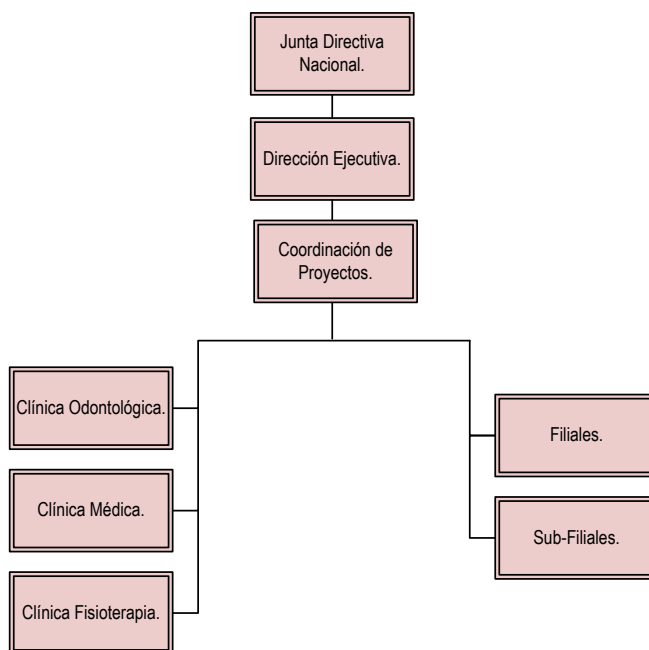 Junta Directiva
Nacional.
Dirección Ejecutiva.
Coordinación de
Proyectos.
Clínica Odontológica.
Clínica Médica.
Clínica Fisioterapia.
Filiales.
Sub-Filiales.